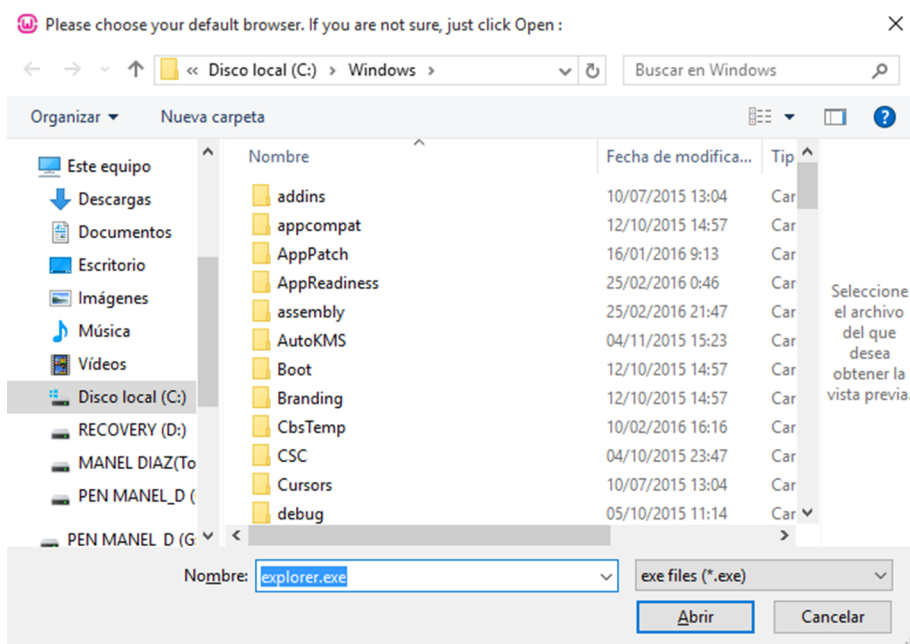 Please choose your default browser. If you are not sure, just click Open :
« Disco local (C:) > Windows >
Buscar en Windows
Organizar
Nueva carpeta
Este equipo
Descargas
Documentos
Escritorio
Imágenes
Música
Vídeos
Disco local (C:)
RECOVERY (D:)
MANEL DIAZ(To
PEN MANEL_D (
PEN MANEL_D (G:
Nombre Fecha de modifica... Tip
addins 10/07/2015 13:04 Car
appcompat 12/10/2015 14:57 Car
AppPatch 16/01/2016 9:13 Car
AppReadiness 25/02/2016 0:46 Car
assembly 25/02/2016 21:47 Car
AutoKMS 04/11/2015 15:23 Car
Boot 12/10/2015 14:57 Car
Branding 12/10/2015 14:57 Car
CbsTemp 10/02/2016 16:16 Car
CSC 04/10/2015 23:47 Car
Cursors 10/07/2015 13:04 Car
debug 05/10/2015 11:14 Car
Seleccione
el archivo
del que
desea
obtener la
vista previa.
Nombre: explorer.exe
exe files (*.exe)
Abrir
Cancelar